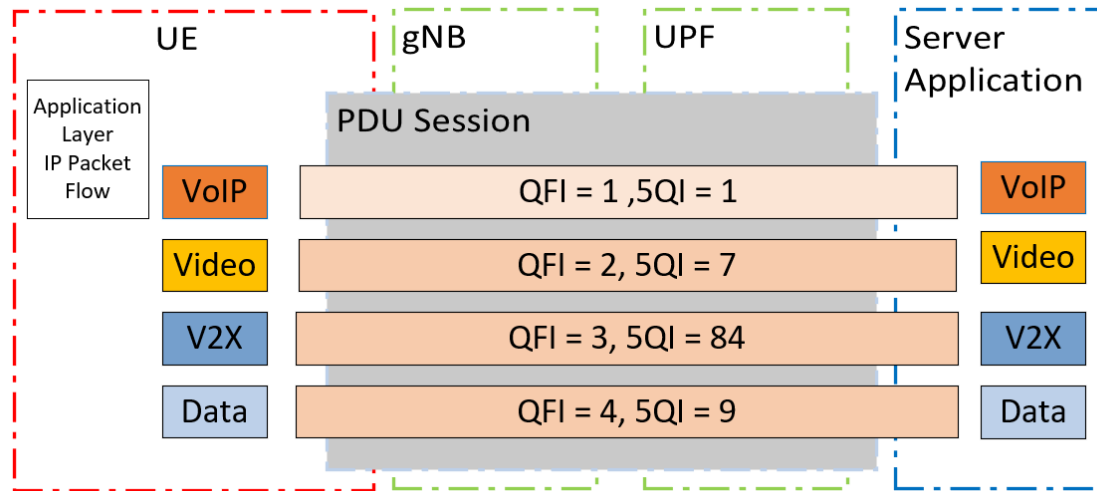 UE
gNB
UPF
Server
Application
Application
Layer
IP Packet
Flow
PDU Session
VoIP
QFI = 1 ,5QI = 1
VoIP
Video
QFI = 2, 5QI = 7
Video
V2X
QFI = 3, 5QI = 84
V2X
Data
QFI = 4, 5QI = 9
Data